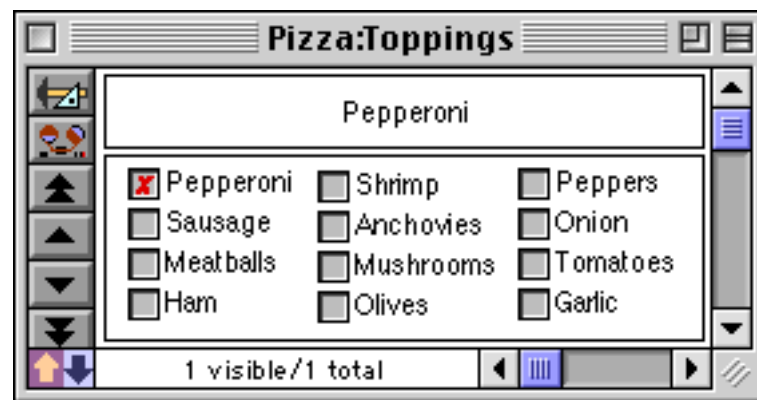 Pizza:Toppings
Pepperoni
Pepperoni Shrimp Peppers
Sausage Anchovies Onion
Meatballs Mushrooms Tomatoes
Ham Olives Garlic
1 visible/1 total